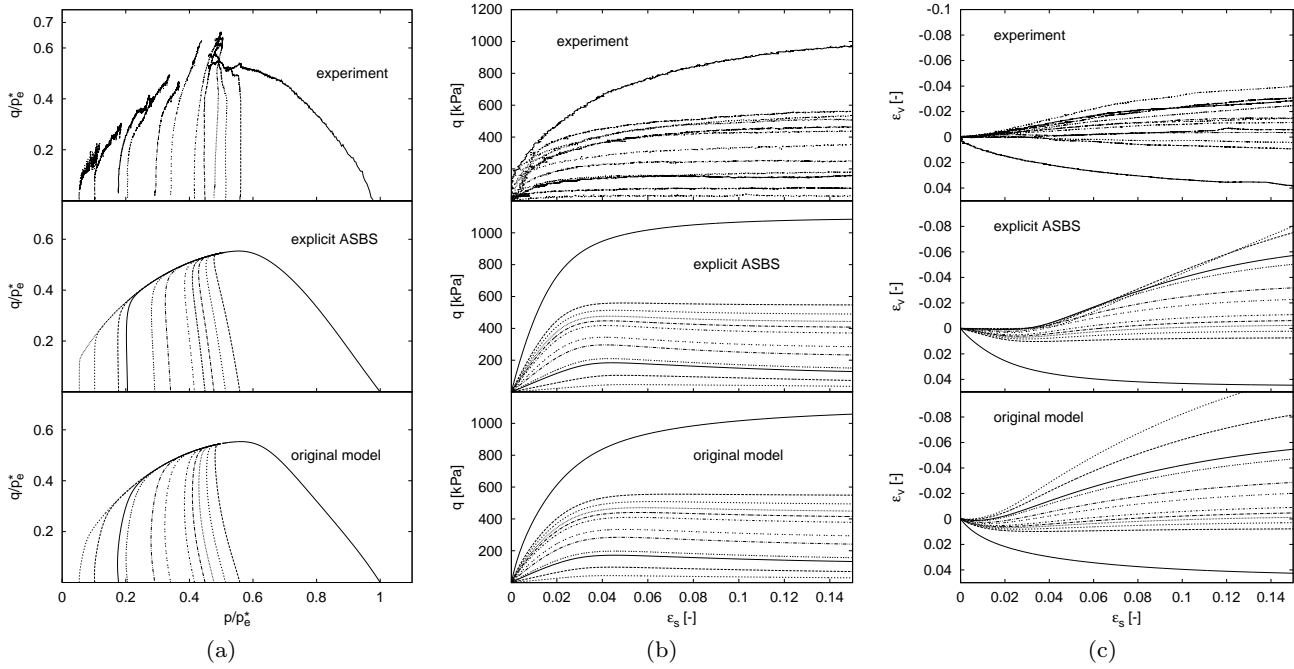 0.75
0.6
0.4
0.2
q/p*e
experiment
0.6
0.4
0.2
q/p*e
explicit ASBS
0.6
0.4
0.2
q/p*e
original model
0 0.2 0.4 0.6 0.8 1
p/p*e
(a)
1200
1000
800
600
400
200
q [kPa]
experiment
1000
800
600
400
200
q [kPa]
explicit ASBS
1000
800
600
400
200
q [kPa]
original model
0 0.02 0.04 0.06 0.08 0.1 0.12 0.14
εs [-]
(b)
-0.1
-0.08
-0.06
-0.04
-0.02
0
0.02
0.04
εv [-]
experiment
-0.08
-0.06
-0.04
-0.02
0
0.02
0.04
εv [-]
explicit ASBS
-0.08
-0.06
-0.04
-0.02
0
0.02
0.04
εv [-]
original model
0 0.02 0.04 0.06 0.08 0.1 0.12 0.14
εs [-]
(c)